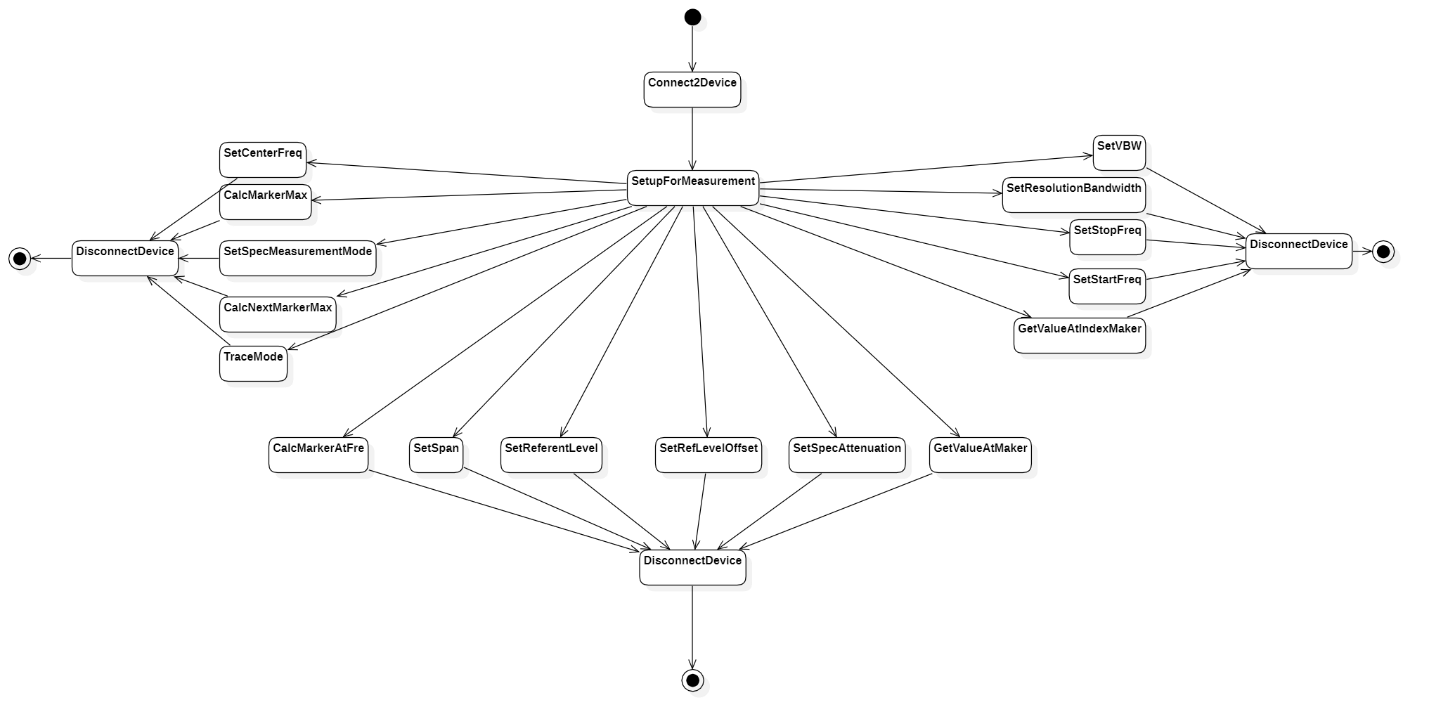 Connect2Device
SetupForMeasurement
SetCenterFreq
CalcMarkerMax
DisconnectDevice
SetSpecMeasurementMode
CalcNextMarkerMax
TraceMode
SetVBW
SetResolutionBandwidth
SetStopFreq
DisconnectDevice
SetStartFreq
GetValueAtIndexMaker
CalcMarkerAtFre
SetSpan
SetReferentLevel
SetRefLevelOffset
SetSpecAttenuation
GetValueAtMaker
DisconnectDevice